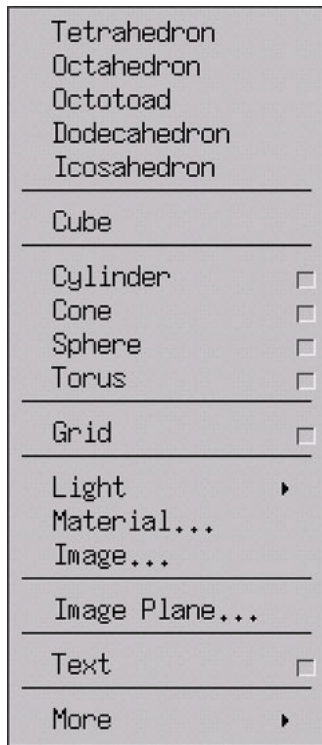 Tetrahedron
Octahedron
Octotoad
Dodecahedron
Icosahedron
Cube
Cylinder
Cone
Sphere
Torus
Grid
Light
Material...
Image...
Image Plane...
Text
More